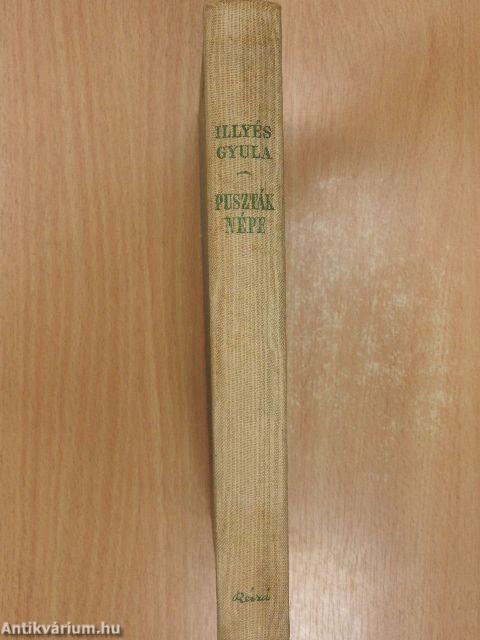 ILLYÉS
GYULA
PUSZTÁK
NÉPE
Révai
Antikvárium.hu